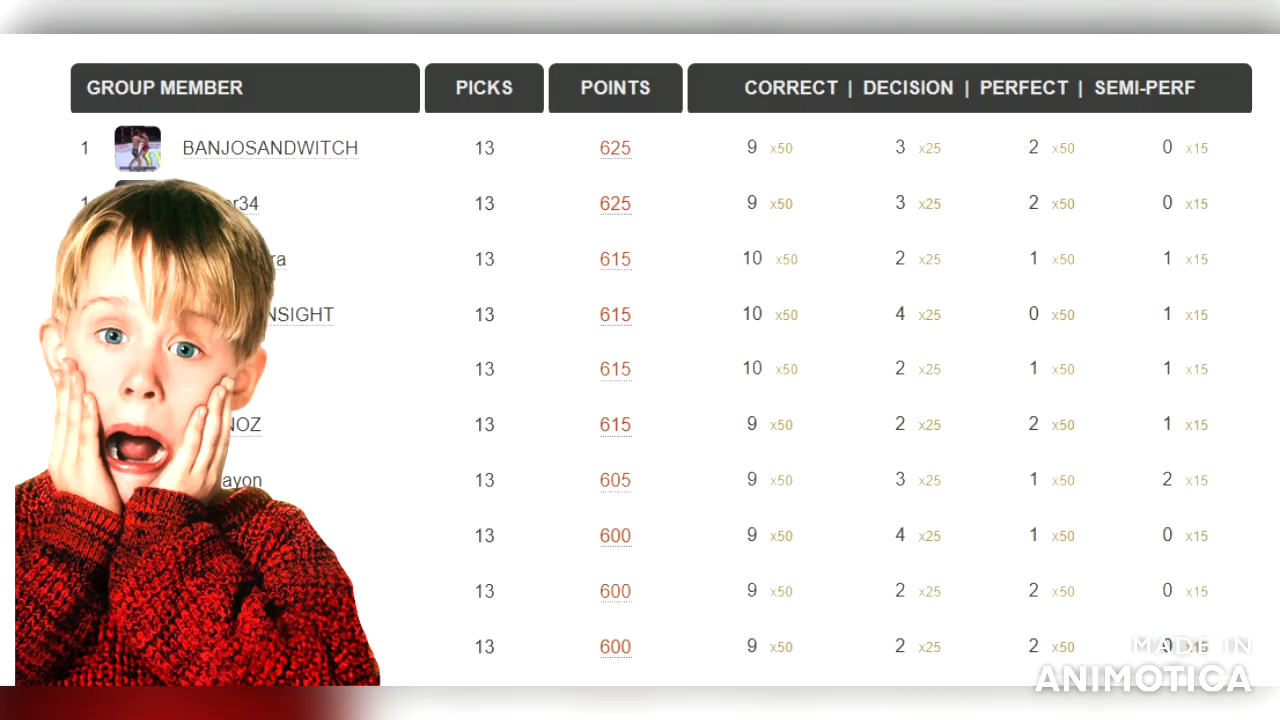 GROUP MEMBER PICKS POINTS CORRECT | DECISION | PERFECT | SEMI-PERF
1 BANJOSANDWITCH 13 625 9 x50 3 x25 2 x50 0 x15
1 r34 13 625 9 x50 3 x25 2 x50 0 x15
ra 13 615 10 x50 2 x25 1 x50 1 x15
NSIGHT 13 615 10 x50 4 x25 0 x50 1 x15
13 615 10 x50 2 x25 1 x50 1 x15
NOZ 13 615 9 x50 2 x25 2 x50 1 x15
ayon 13 605 9 x50 3 x25 1 x50 2 x15
13 600 9 x50 4 x25 1 x50 0 x15
13 600 9 x50 2 x25 2 x50 0 x15
13 600 9 x50 2 x25 2 x50 0 x15
MADE IN
ANIMOTICA